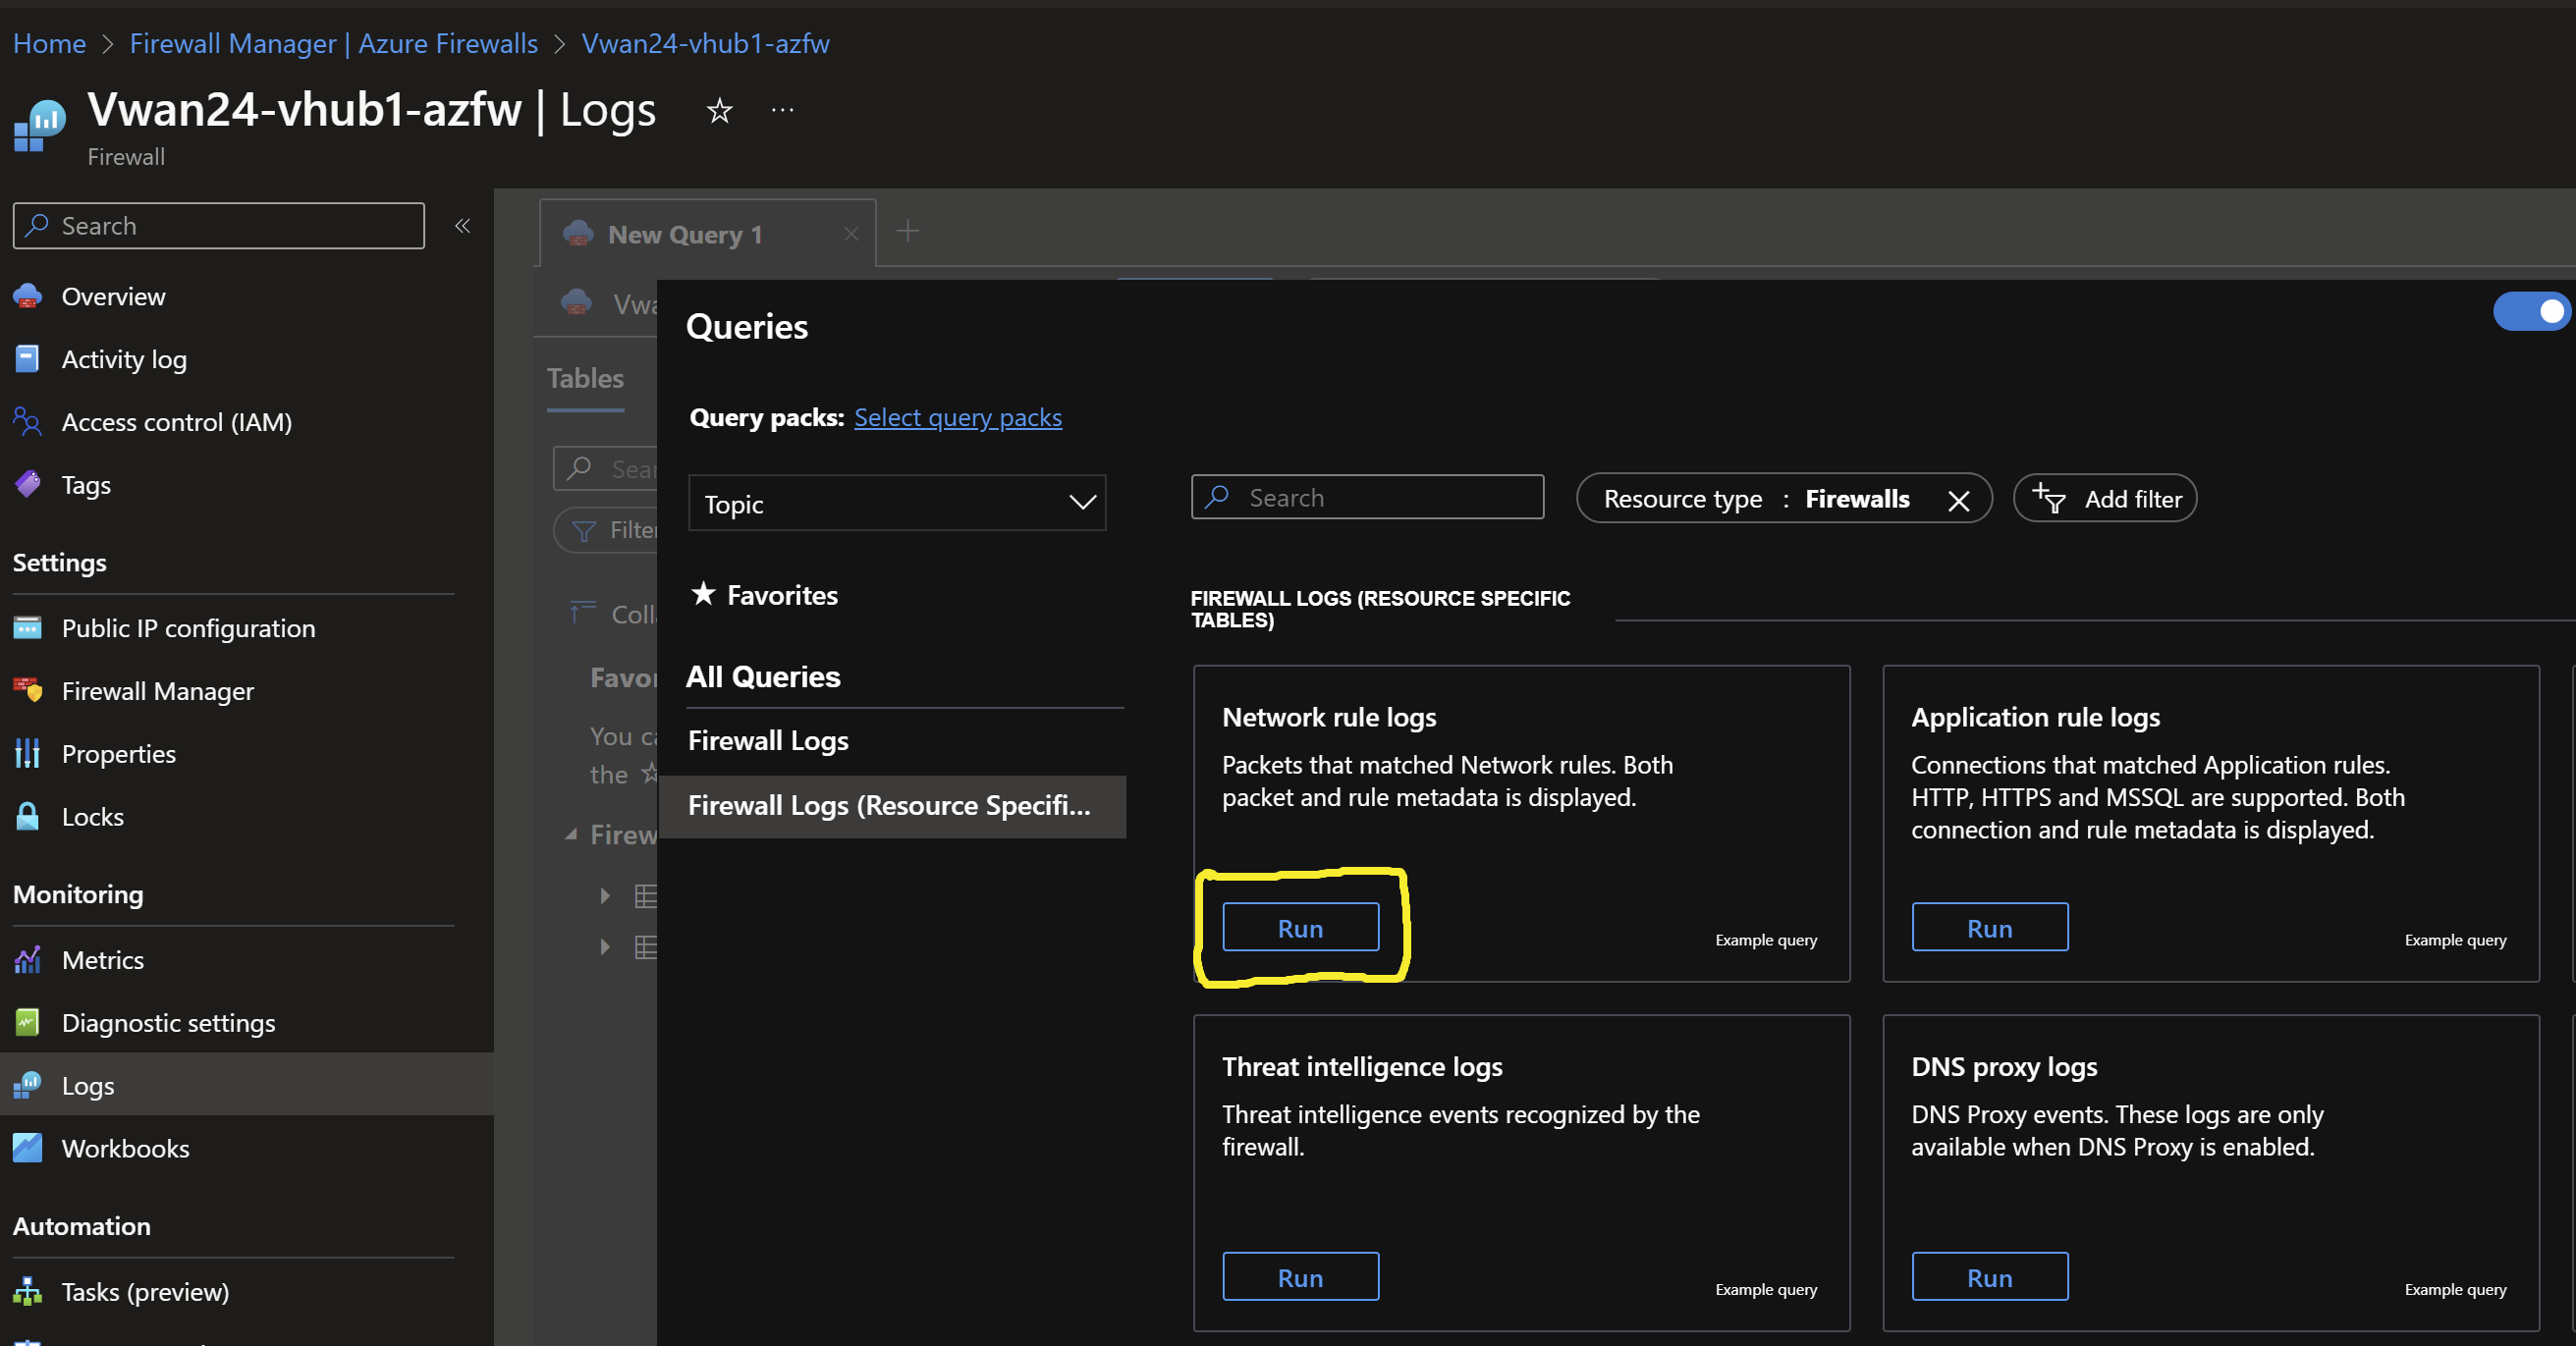 Home > Firewall Manager | Azure Firewalls > Vwan24-vhub1-azfw
Vwan24-vhub1-azfw | Logs
Firewall
Search
Overview
Activity log
Access control (IAM)
Tags
Settings
Public IP configuration
Firewall Manager
Properties
Locks
Monitoring
Metrics
Diagnostic settings
Logs
Workbooks
Automation
Tasks (preview)
New Query 1
Vwa
Tables
Sear
Filter
Colla
Favor
You ca
the
Firew
Queries
Query packs: Select query packs
Topic
Favorites
All Queries
Firewall Logs
Firewall Logs (Resource Specifi...
Search
Resource type : Firewalls
Add filter
FIREWALL LOGS (RESOURCE SPECIFIC
TABLES)
Network rule logs
Packets that matched Network rules. Both
packet and rule metadata is displayed.
Run
Example query
Application rule logs
Connections that matched Application rules.
HTTP, HTTPS and MSSQL are supported. Both
connection and rule metadata is displayed.
Run
Example query
Threat intelligence logs
Threat intelligence events recognized by the
firewall.
Run
Example query
DNS proxy logs
DNS Proxy events. These logs are only
available when DNS Proxy is enabled.
Run
Example query